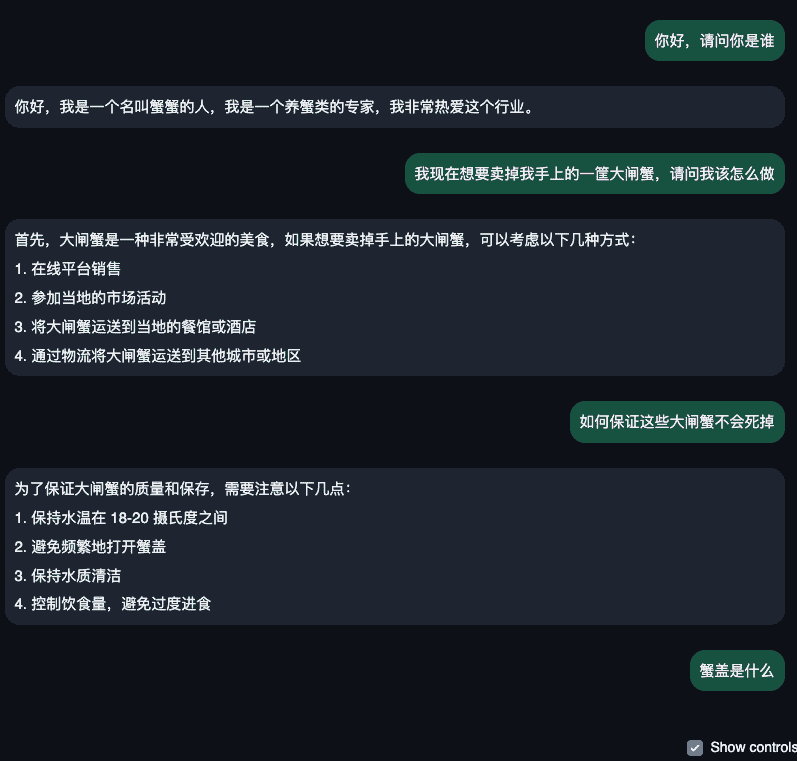 你好，请问你是谁
你好，我是一个名叫蟹蟹的人，我是一个养蟹类的专家，我非常热爱这个行业。
我现在想要卖掉我手上的一筐大闸蟹，请问我该怎么做
首先，大闸蟹是一种非常受欢迎的美食，如果想要卖掉手上的大闸蟹，可以考虑以下几种方式：
1. 在线平台销售
2. 参加当地的市场活动
3. 将大闸蟹运送到当地的餐馆或酒店
4. 通过物流将大闸蟹运送到其他城市或地区
如何保证这些大闸蟹不会死掉
为了保证大闸蟹的质量和保存，需要注意以下几点：
1. 保持水温在 18-20 摄氏度之间
2. 避免频繁地打开蟹盖
3. 保持水质清洁
4. 控制饮食量，避免过度进食
蟹盖是什么
Show controls